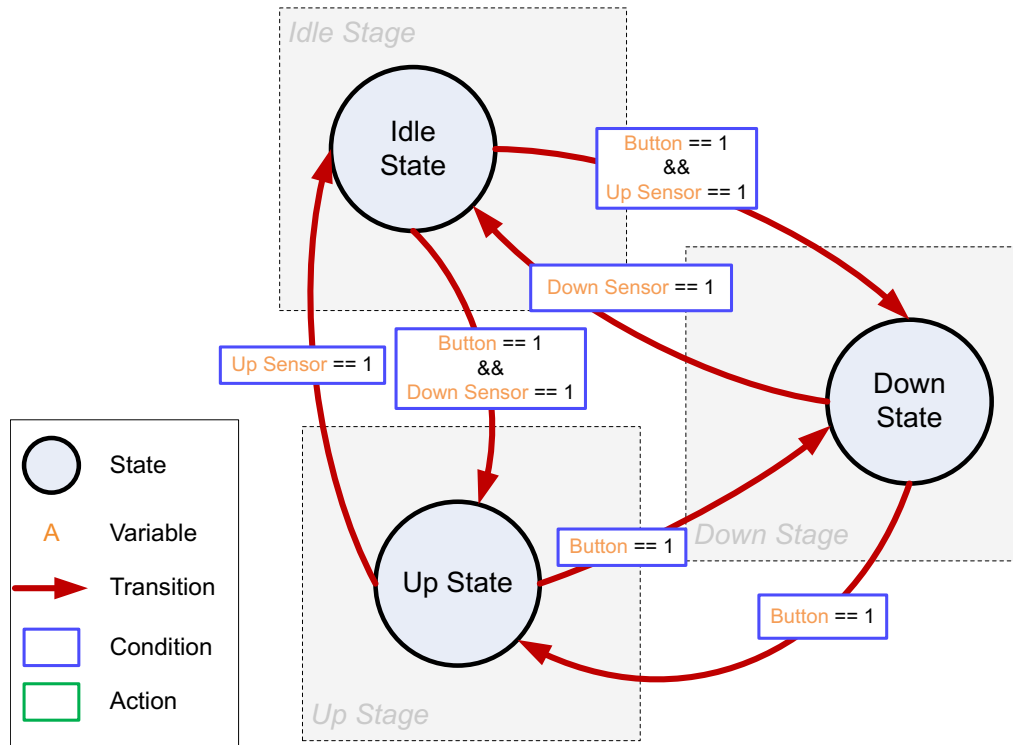 Idle Stage
Idle
State
Button == 1
&&
Up Sensor == 1
Down Sensor == 1
Up Sensor == 1
Button == 1
&&
Down Sensor == 1
Down
State
Down Stage
Up State
Button == 1
Button == 1
Up Stage
State
A Variable
Transition
Condition
Action